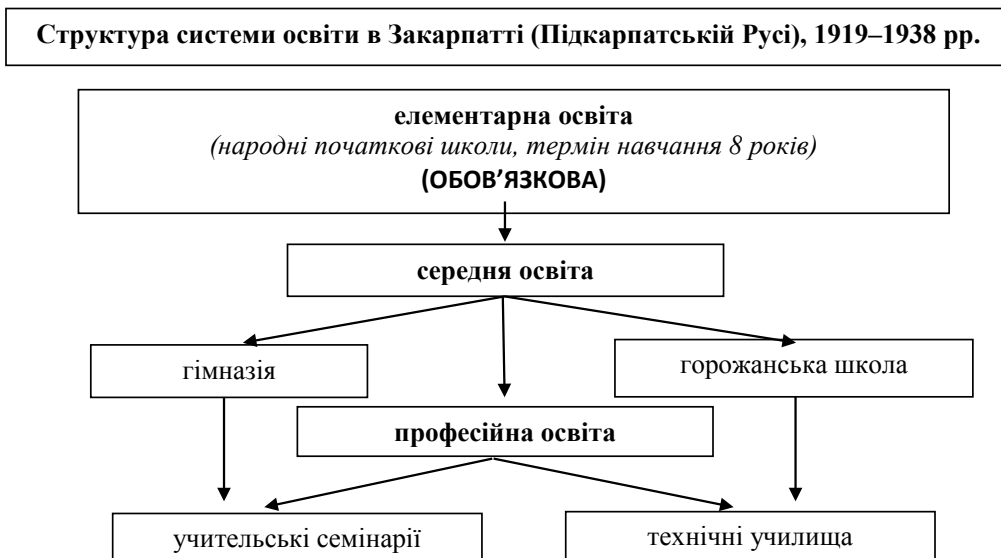 Структура системи освіти в Закарпатті (Підкарпатській Русі), 1919–1938 рр.
елементарна освіта
(народні початкові школи, термін навчання 8 років)
(ОБОВ’ЯЗКОВА)
середня освіта
гімназія
горожанська школа
професійна освіта
учительські семінарії
технічні училища